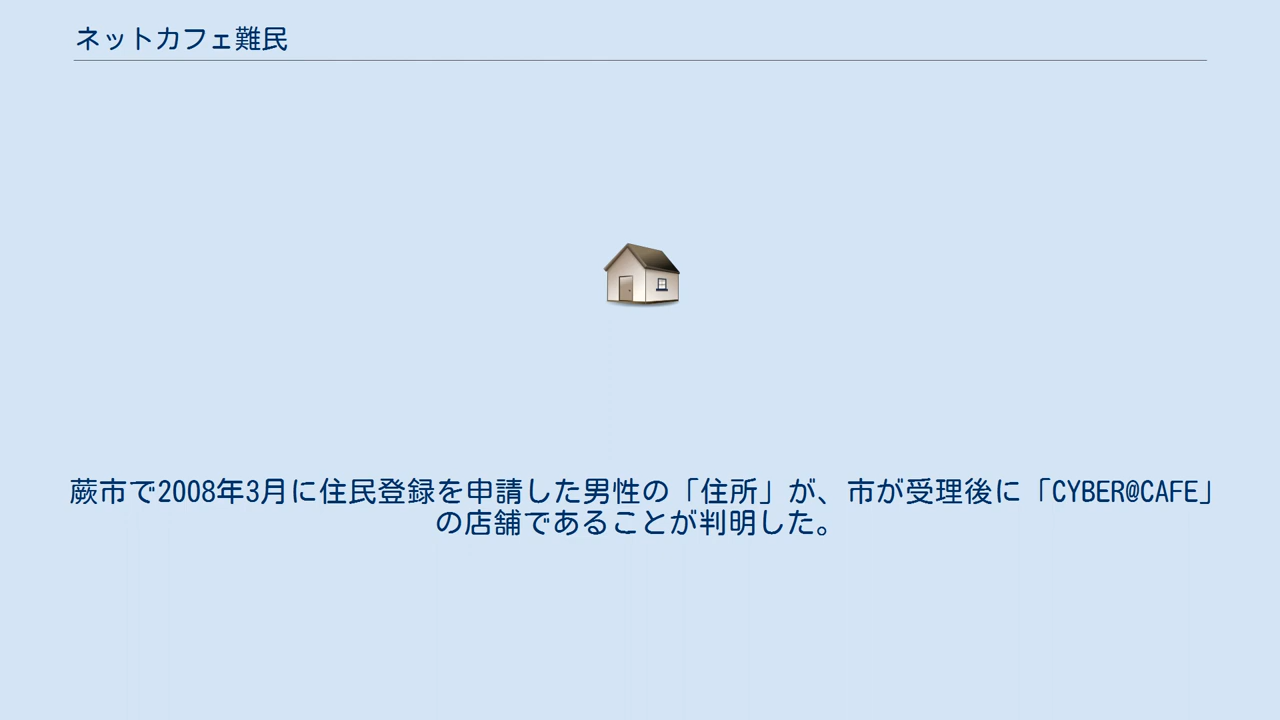 ネットカフェ難民
蕨市で2008年3月に住民登録を申請した男性の「住所」が、市が受理後に「CYBER@CAFE」
の店舗であることが判明した。